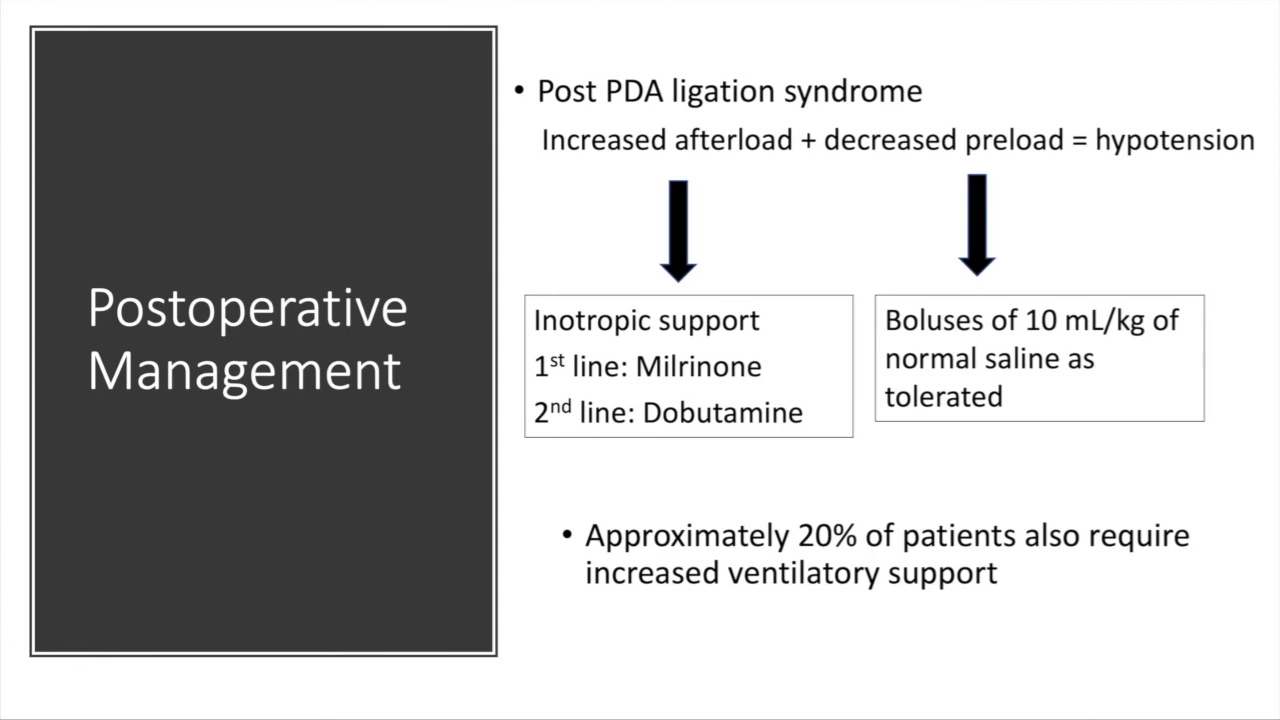 Postoperative
Management
• Post PDA ligation syndrome
Increased afterload + decreased preload = hypotension
Inotropic support
1st line: Milrinone
2nd line: Dobutamine
Boluses of 10 mL/kg of
normal saline as
tolerated
• Approximately 20% of patients also require
increased ventilatory support